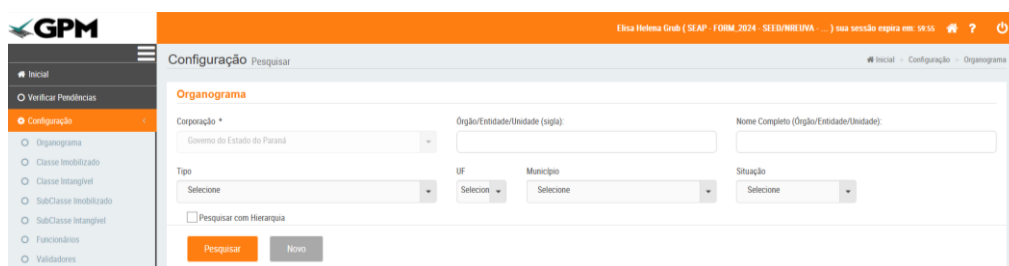 GPM
Elisa Helena Grub ( SEAP - FORM_2024 - SEED/NREUVA - ... ) sua sessão expira em: 59:55 ?
Configuração Pesquisar
Inicial > Configuração > Organograma
Inicial
Verificar Pendências
Configuração <
Organograma
Classe Imobilizado
Classe Intangível
SubClasse Imobilizado
SubClasse Intangível
Funcionários
Validadores
Organograma
Corporação * Órgão/Entidade/Unidade (sigla): Nome Completo (Órgão/Entidade/Unidade):
Governo do Estado do Paraná
Tipo UF Município Situação
Selecione Selecion Selecione Selecione
Pesquisar com Hierarquia
Pesquisar Novo